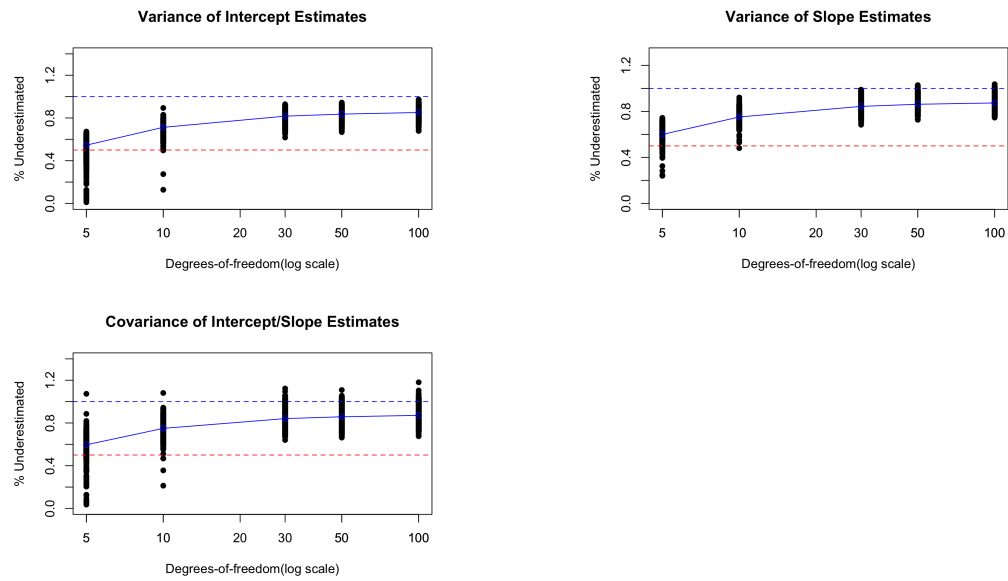 Variance of Intercept Estimates
% Underestimated
0.0 0.4 0.8 1.2
5 10 20 30 50 100
Degrees-of-freedom(log scale)
Variance of Slope Estimates
% Underestimated
0.0 0.4 0.8 1.2
5 10 20 30 50 100
Degrees-of-freedom(log scale)
Covariance of Intercept/Slope Estimates
% Underestimated
0.0 0.4 0.8 1.2
5 10 20 30 50 100
Degrees-of-freedom(log scale)